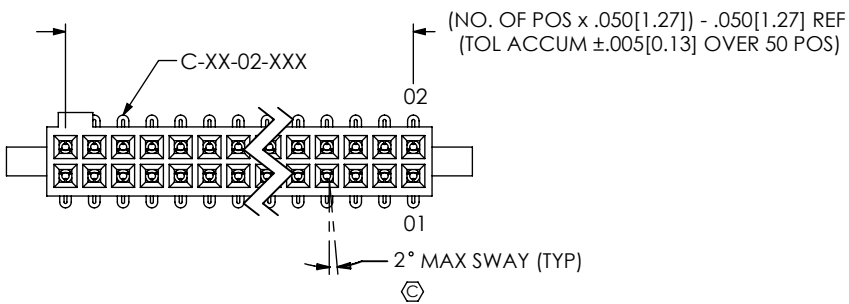 (NO. OF POS x .050[1.27]) - .050[1.27] REF
(TOL ACCUM ±.005[0.13] OVER 50 POS)
C-XX-02-XXX
02
01
2° MAX SWAY (TYP)
C